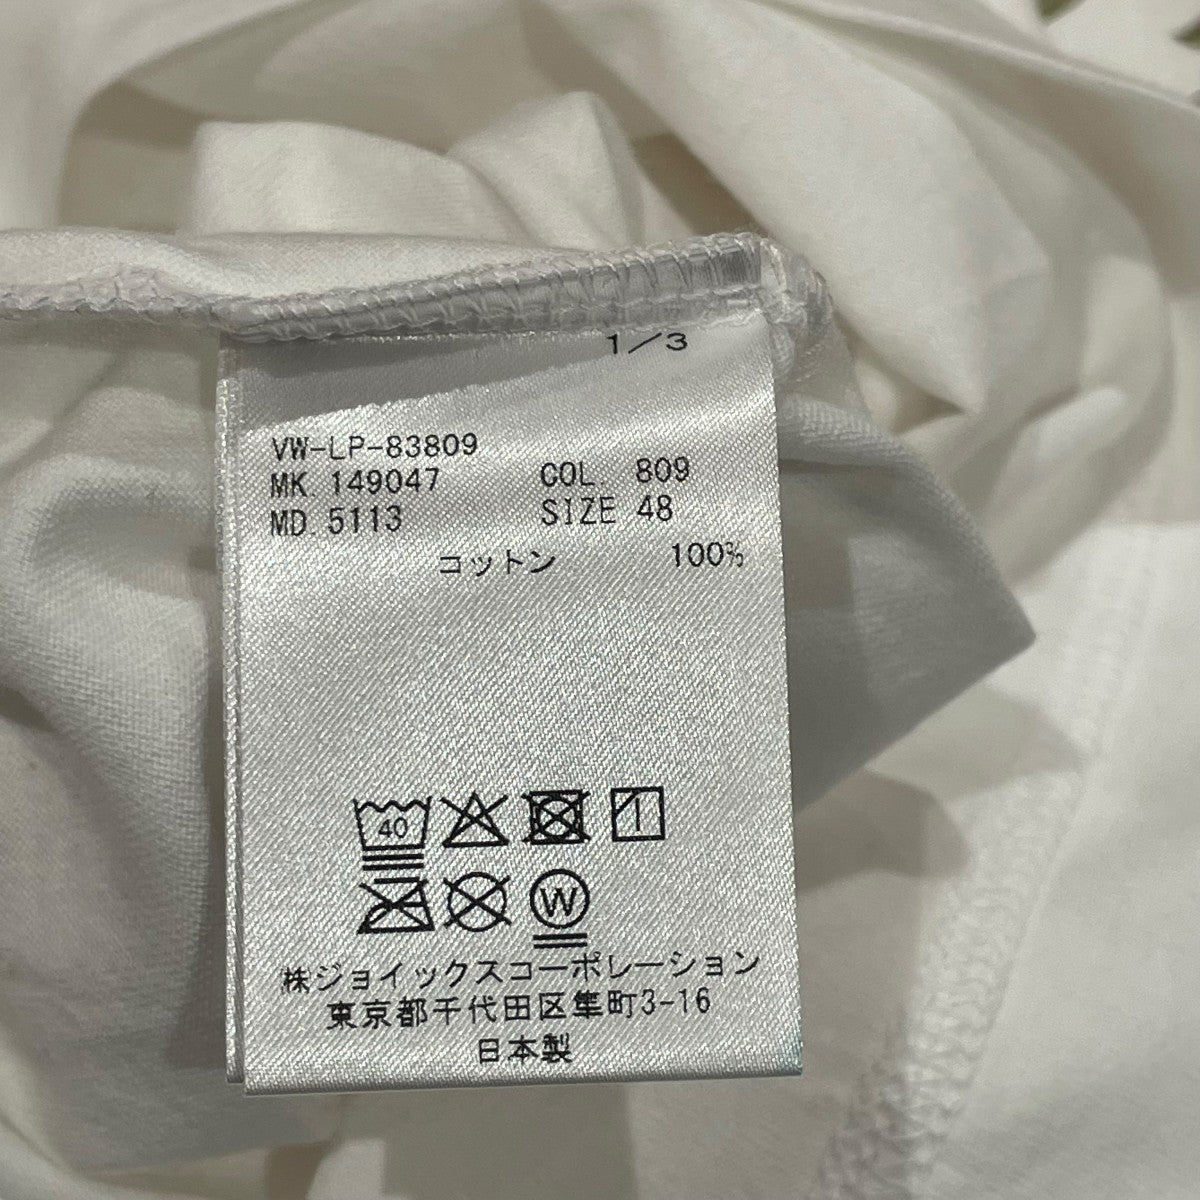 1/3
VW-LP-83809
MK. 149047 COL. 809
MD. 5113 SIZE 48
コットン 100%
40
W
株ジョイックスコーポレーション
東京都千代田区隼町3-16
日本製